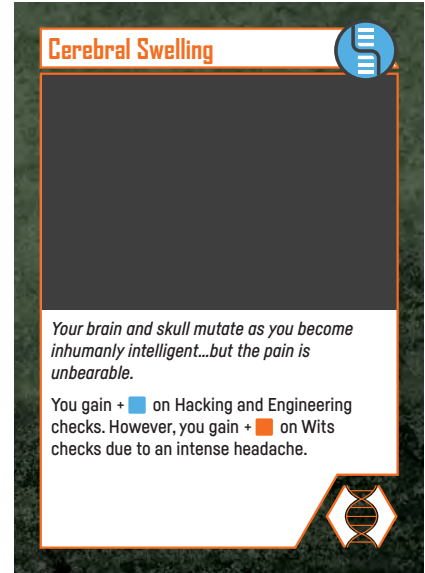 Cerebral Swelling
Your brain and skull mutate as you become
inhumanly intelligent...but the pain is
unbearable.
You gain + on Hacking and Engineering
checks. However, you gain + on Wits
checks due to an intense headache.